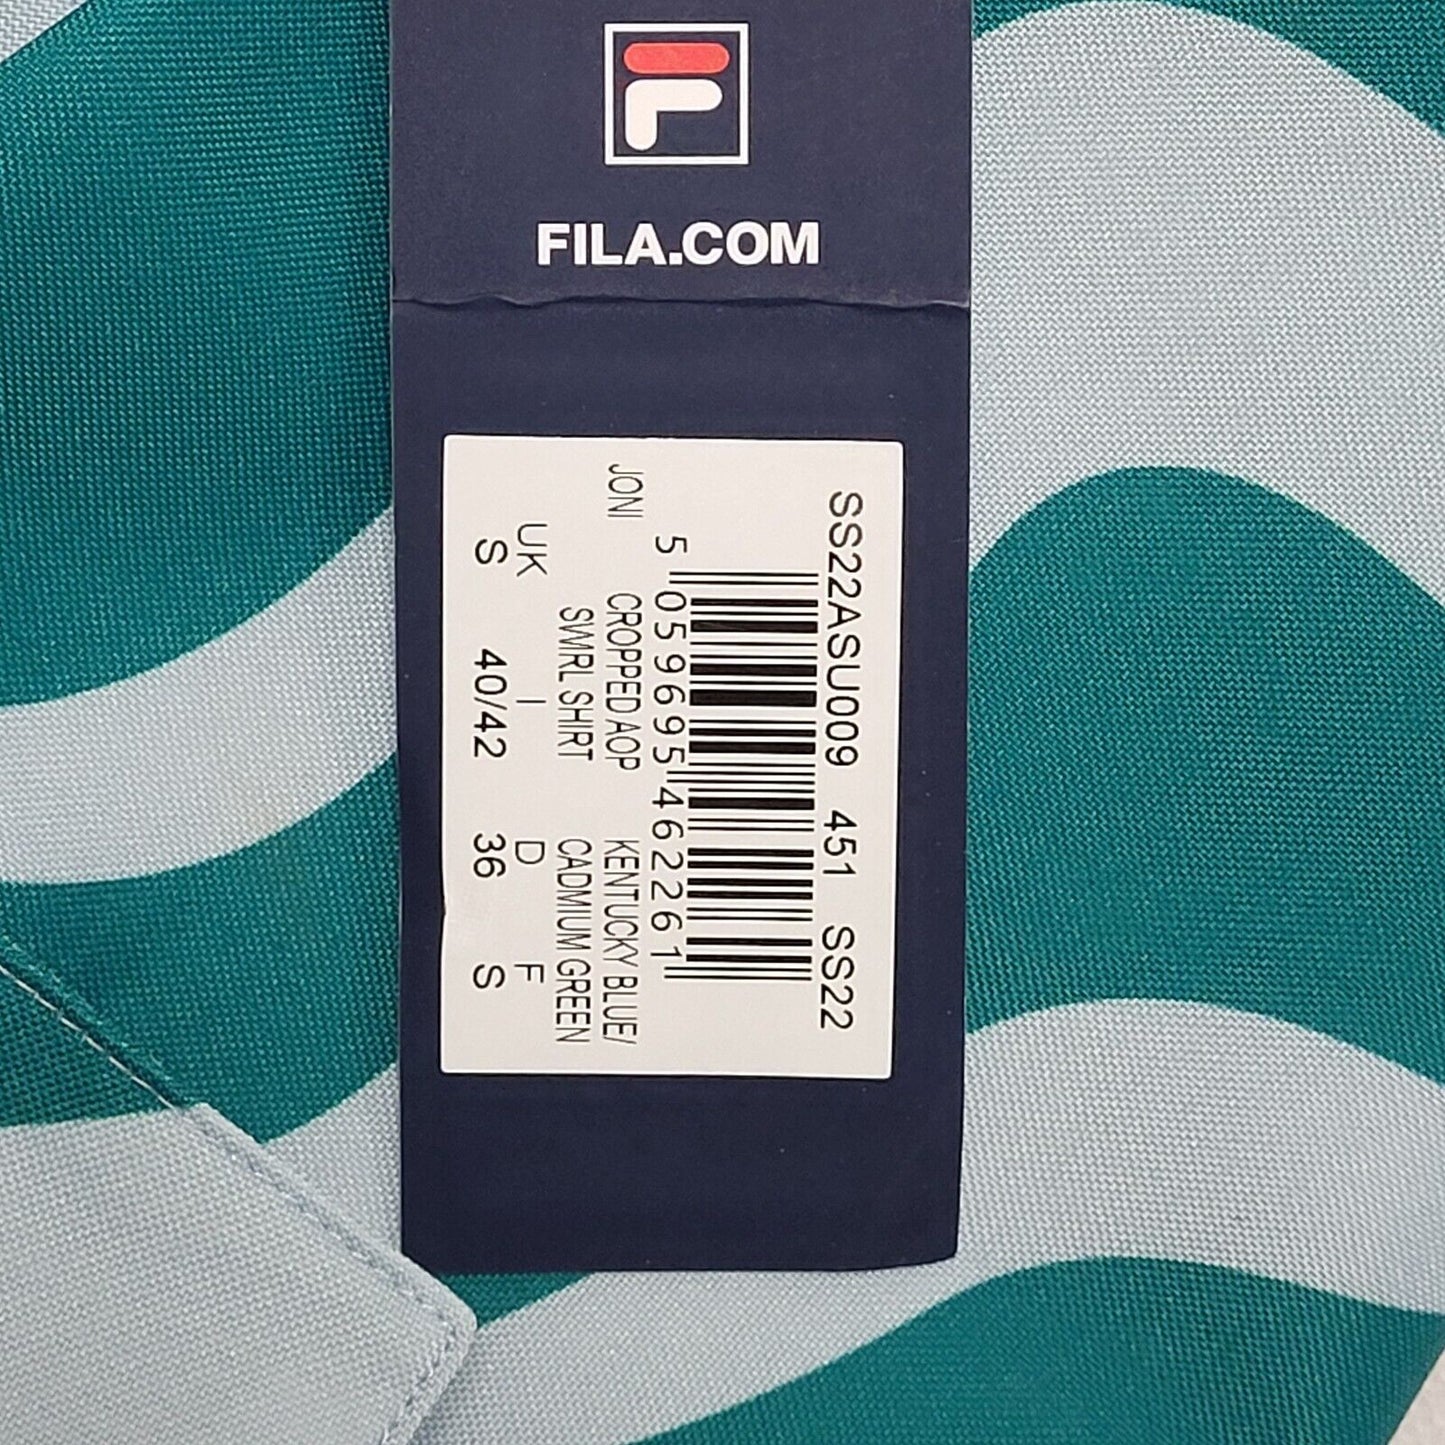 FILA.COM
SS22ASU009 451 SS22
5 059695 462261
JONI CROPPED AOP KENTUCKY BLUE/
SWRL SHIRT CADMIUM GREEN
UK I D F
S 40/42 36 S